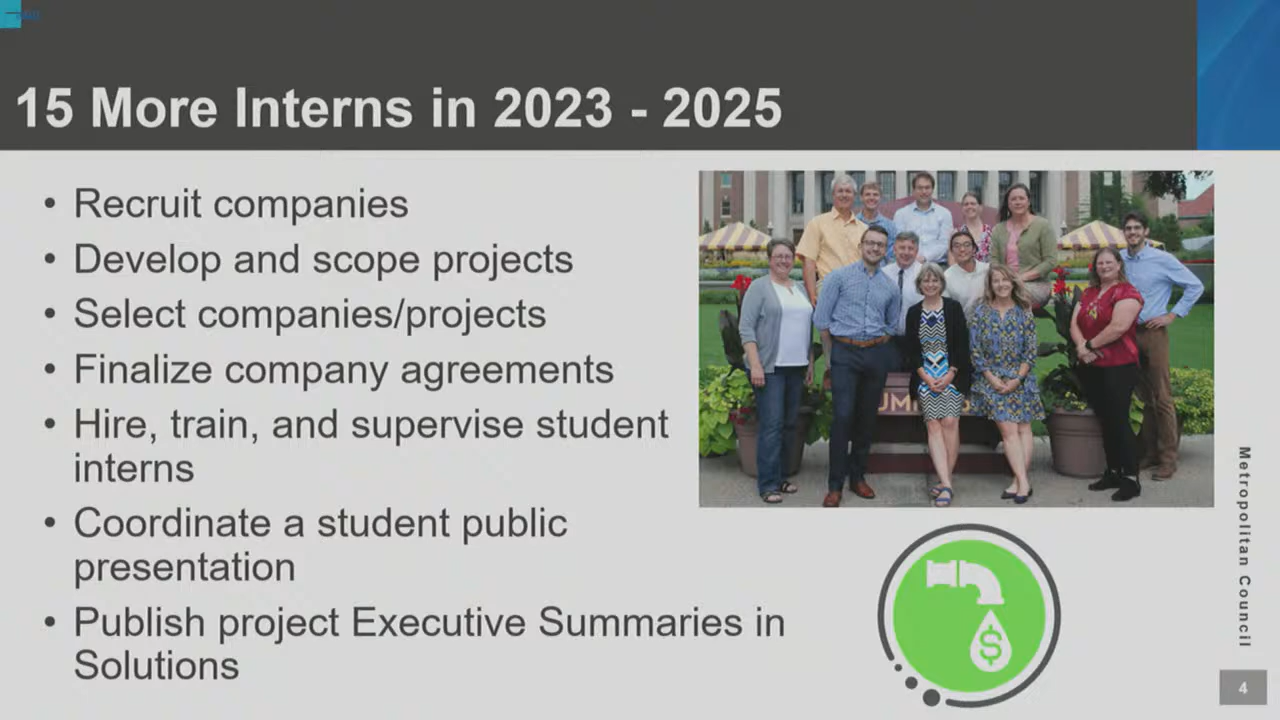 15 More Interns in 2023 - 2025
• Recruit companies
• Develop and scope projects
• Select companies/projects
• Finalize company agreements
• Hire, train, and supervise student
interns
• Coordinate a student public
presentation
• Publish project Executive Summaries in
Solutions
$
Metropolitan Council
4